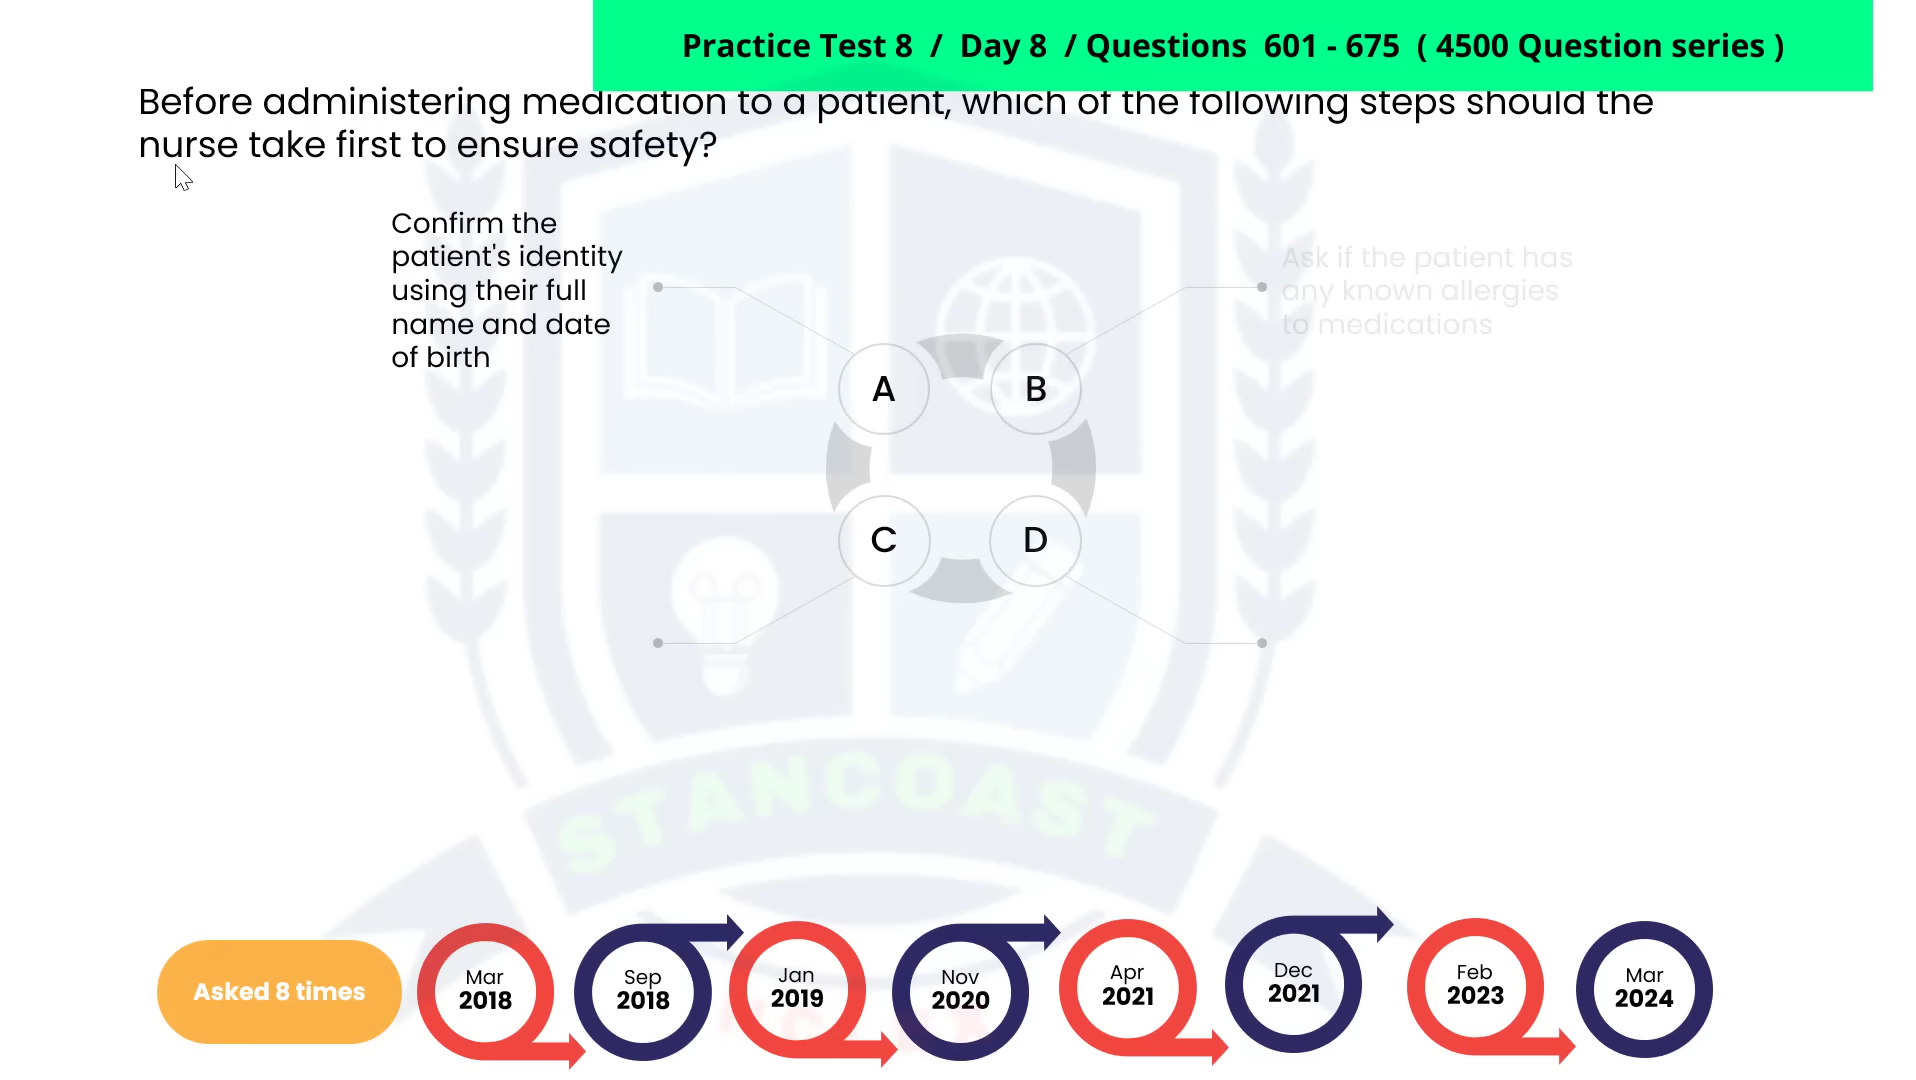 Practice Test 8 / Day 8 / Questions 601 - 675 ( 4500 Question series )
Before administering medication to a patient, which of the following steps should the
nurse take first to ensure safety?
Confirm the
patient's identity
using their full
name and date
of birth
Ask if the patient has
any known allergies
to medications
A
B
C
D
STANCOAST
Asked 8 times
Mar
2018
Sep
2018
Jan
2019
Nov
2020
Apr
2021
Dec
2021
Feb
2023
Mar
2024